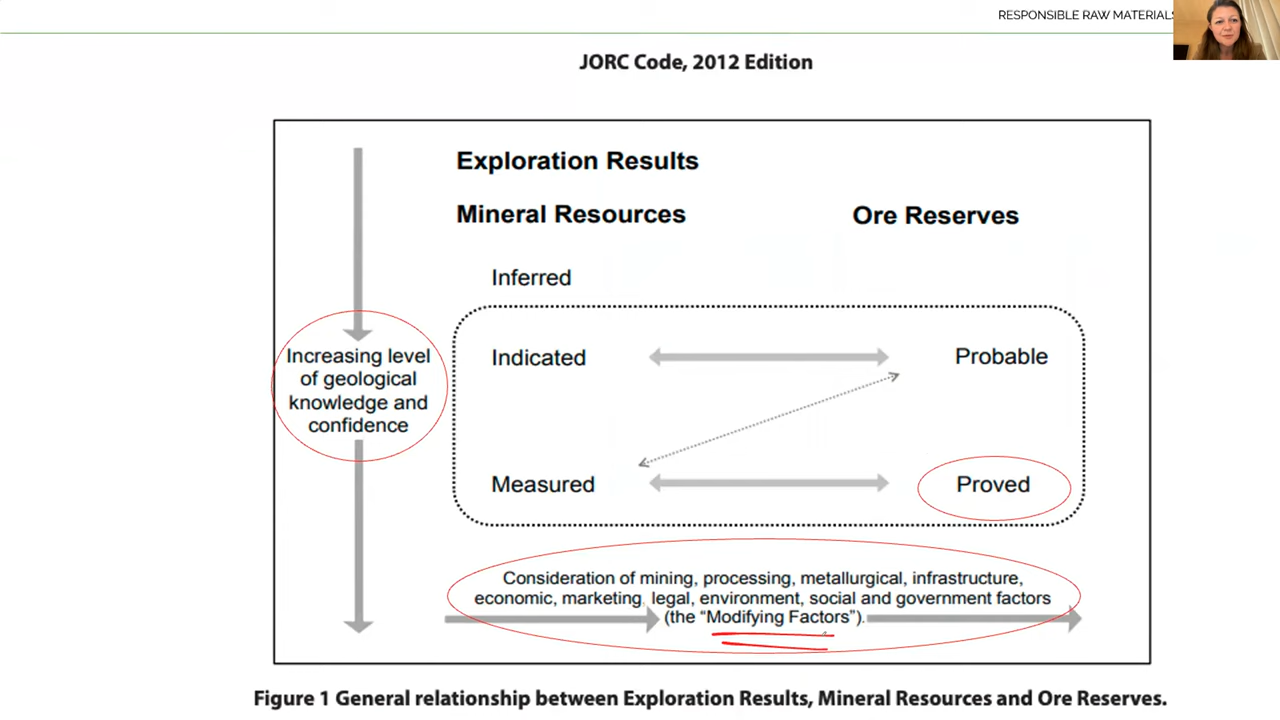 RESPONSIBLE RAW MATERIALS
JORC Code, 2012 Edition
Exploration Results
Mineral Resources
Ore Reserves
Inferred
Increasing level
of geological
knowledge and
confidence
Indicated
Probable
Measured
Proved
Consideration of mining, processing, metallurgical, infrastructure,
economic, marketing, legal, environment, social and government factors
(the “Modifying Factors”).
Figure 1 General relationship between Exploration Results, Mineral Resources and Ore Reserves.